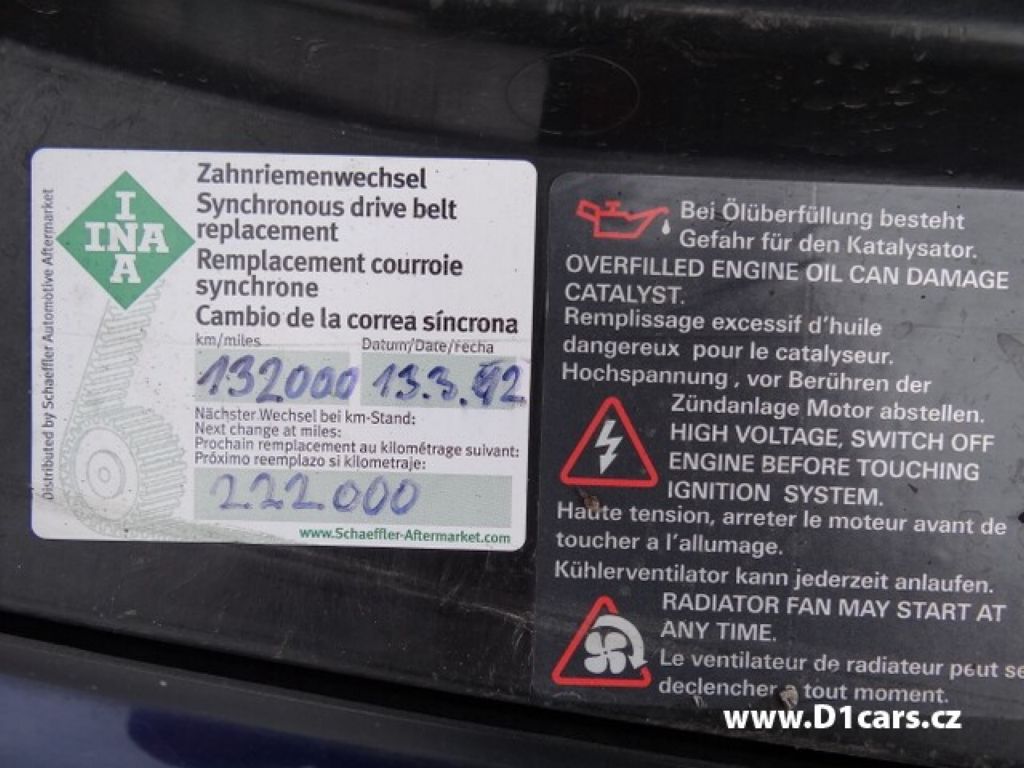 Distributed by Schaeffler Automotive Aftermarket
INA
INA
Zahnriemenwechsel
Synchronous drive belt
replacement
Remplacement courroie
synchrone
Cambio de la correa síncrona
km/miles
Datum/Date/Fecha
132000
13.3.
Nächster Wechsel bei km-Stand:
Next change at miles:
Prochain remplacement au kilométrage suivant:
Próximo reemplazo si kilometraje:
222.000
www.Schaeffler-Aftermarket.com
Bei Ölüberfüllung besteht
Gefahr für den Katalysator.
OVERFILLED ENGINE OIL CAN DAMAGE
CATALYST.
Remplissage excessif d'huile
dangereux pour le catalyseur.
Hochspannung, vor Berühren der
Zündanlage Motor abstellen.
HIGH VOLTAGE, SWITCH OFF
ENGINE BEFORE TOUCHING
IGNITION SYSTEM.
Haute tension, arreter le moteur avant de
toucher a l'allumage.
Kühlerventilator kann jederzeit anlaufen.
RADIATOR FAN MAY START AT
ANY TIME.
Le ventilateur de radiateur peut se
declencher a tout moment.
www.D1cars.cz